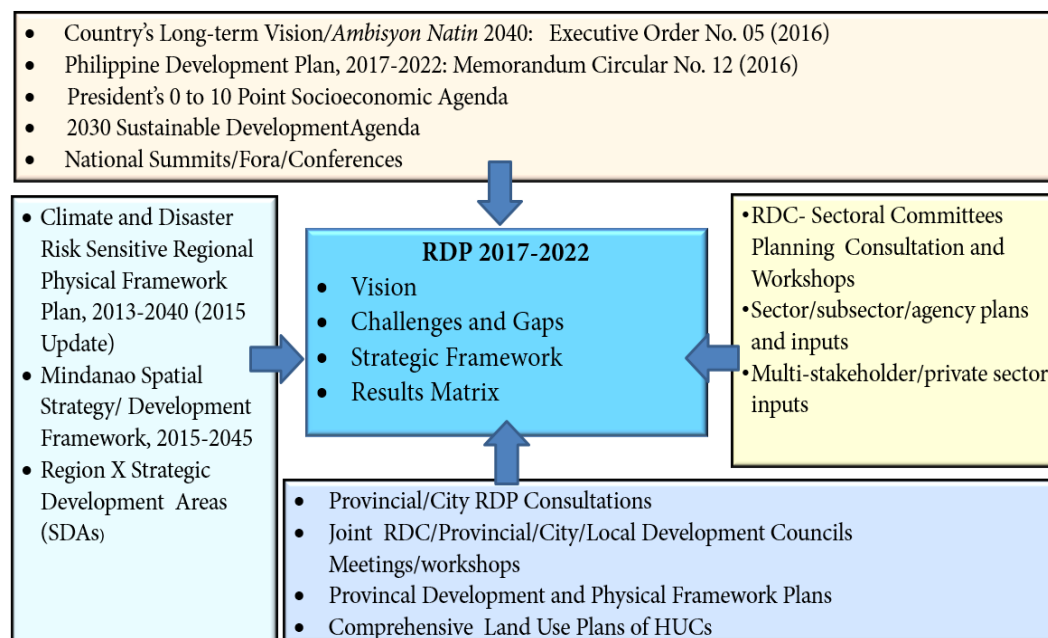 • Country's Long-term Vision/Ambisyon Natin 2040: Executive Order No. 05 (2016)
• Philippine Development Plan, 2017-2022: Memorandum Circular No. 12 (2016)
• President's 0 to 10 Point Socioeconomic Agenda
• 2030 Sustainable DevelopmentAgenda
• National Summits/Fora/Conferences
• Climate and Disaster
Risk Sensitive Regional
Physical Framework
Plan, 2013-2040 (2015
Update)
• Mindanao Spatial
Strategy/ Development
Framework, 2015-2045
• Region X Strategic
Development Areas
(SDAs)
RDP 2017-2022
• Vision
• Challenges and Gaps
• Strategic Framework
• Results Matrix
•RDC- Sectoral Committees
Planning Consultation and
Workshops
•Sector/subsector/agency plans
and inputs
•Multi-stakeholder/private sector
inputs
• Provincial/City RDP Consultations
• Joint RDC/Provincial/City/Local Development Councils
Meetings/workshops
• Provincal Development and Physical Framework Plans
• Comprehensive Land Use Plans of HUCs